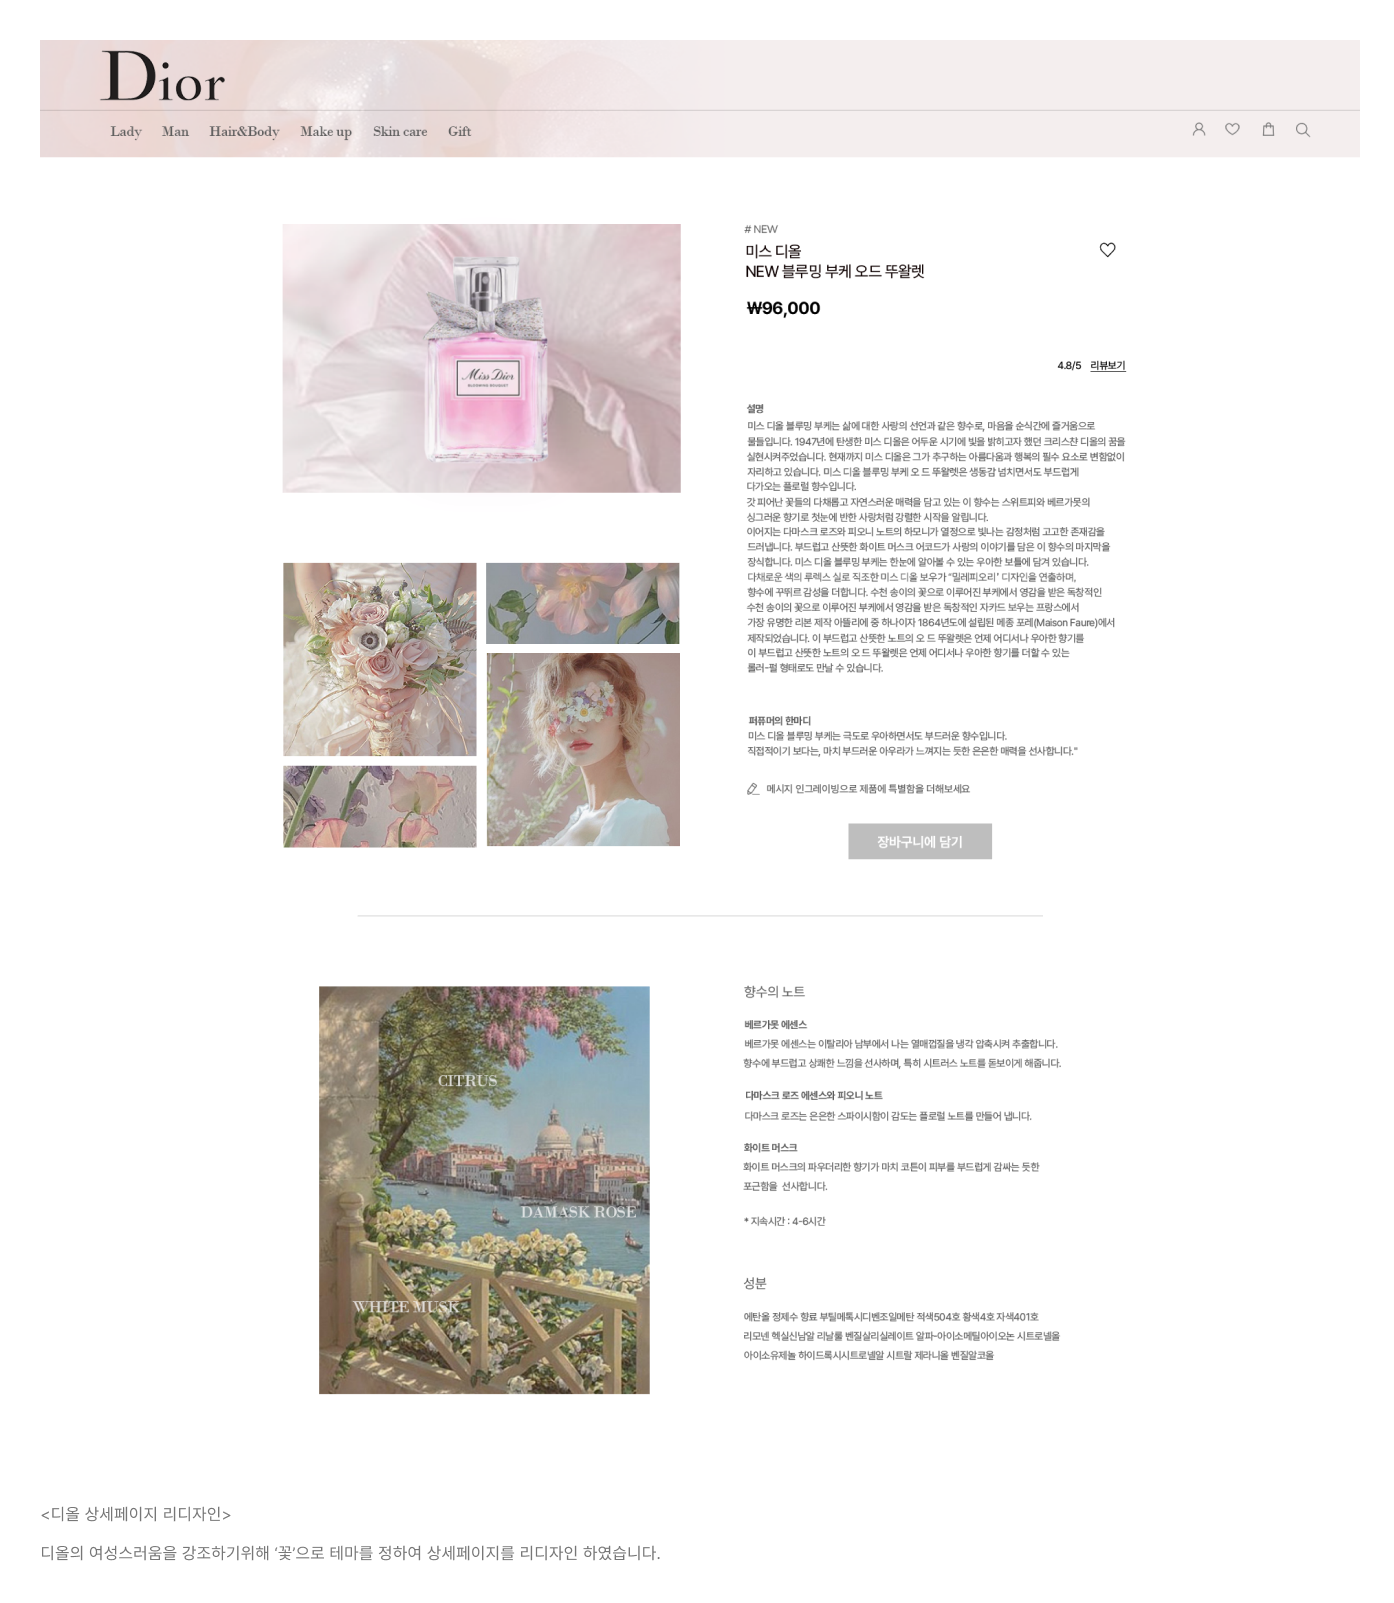 Dior
Lady Man Hair&Body Make up Skin care Gift
# NEW
미스 디올
NEW 블루밍 부케 오드 뚜왈렛
₩96,000
4.8/5 리뷰보기
Miss Dior
BLOOMING BOUQUET
설명
미스 디올 블루밍 부케는 삶에 대한 사랑의 선언과 같은 향수로, 마음을 순식간에 즐거움으로
물들입니다. 1947년에 탄생한 미스 디올은 어두운 시기에 빛을 밝히고자 했던 크리스챤 디올의 꿈을
실현시켜주었습니다. 현재까지 미스 디올은 그가 추구하는 아름다움과 행복의 필수 요소로 변함없이
자리하고 있습니다. 미스 디올 블루밍 부케 오 드 뚜왈렛은 생동감 넘치면서도 부드럽게
다가오는 플로럴 향수입니다.
갓 피어난 꽃들의 다채롭고 자연스러운 매력을 담고 있는 이 향수는 스위트피와 베르가못의
싱그러운 향기로 첫눈에 반한 사랑처럼 강렬한 시작을 알립니다.
이어지는 다마스크 로즈와 피오니 노트의 하모니가 열정으로 빛나는 감정처럼 고고한 존재감을
드러냅니다. 부드럽고 산뜻한 화이트 머스크 어코드가 사랑의 이야기를 담은 이 향수의 마지막을
장식합니다. 미스 디올 블루밍 부케는 한눈에 알아볼 수 있는 우아한 보틀에 담겨 있습니다.
다채로운 색의 루렉스 실로 직조한 미스 디올 보우가 “밀레피오리’ 디자인을 연출하며,
향수에 꾸뛰르 감성을 더합니다. 수천 송이의 꽃으로 이루어진 부케에서 영감을 받은 독창적인
수천 송이의 꽃으로 이루어진 부케에서 영감을 받은 독창적인 자카드 보우는 프랑스에서
가장 유명한 리본 제작 아뜰리에 중 하나이자 1864년도에 설립된 메종 포레(Maison Faure)에서
제작되었습니다. 이 부드럽고 산뜻한 노트의 오 드 뚜왈렛은 언제 어디서나 우아한 향기를
이 부드럽고 산뜻한 노트의 오 드 뚜왈렛은 언제 어디서나 우아한 향기를 더할 수 있는
롤러-펄 형태로도 만날 수 있습니다.
퍼퓨머의 한마디
미스 디올 블루밍 부케는 극도로 우아하면서도 부드러운 향수입니다.
직접적이기 보다는, 마치 부드러운 아우라가 느껴지는 듯한 은은한 매력을 선사합니다."
메시지 인그레이빙으로 제품에 특별함을 더해보세요
장바구니에 담기
CITRUS
DAMASK ROSE
WHITE MUSK
향수의 노트
베르가못 에센스
베르가못 에센스는 이탈리아 남부에서 나는 열매껍질을 냉각 압축시켜 추출합니다.
향수에 부드럽고 상쾌한 느낌을 선사하며, 특히 시트러스 노트를 돋보이게 해줍니다.
다마스크 로즈 에센스와 피오니 노트
다마스크 로즈는 은은한 스파이시함이 감도는 플로럴 노트를 만들어 냅니다.
화이트 머스크
화이트 머스크의 파우더리한 향기가 마치 코튼이 피부를 부드럽게 감싸는 듯한
포근함을 선사합니다.
* 지속시간 : 4-6시간
성분
에탄올 정제수 향료 부틸메톡시디벤조일메탄 적색504호 황색4호 자색401호
리모넨 헥실신남알 리날룰 벤질살리실레이트 알파-아이소메틸아이오논 시트로넬올
아이소유제놀 하이드록시시트로넬알 시트랄 제라니올 벤질알코올
<디올 상세페이지 리디자인>
디올의 여성스러움을 강조하기위해 ‘꽃’으로 테마를 정하여 상세페이지를 리디자인 하였습니다.